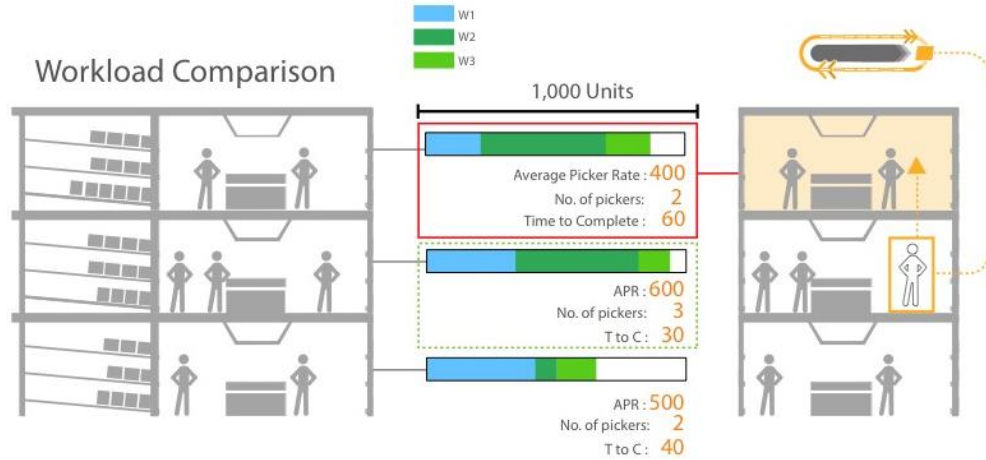 W1
W2
W3
Workload Comparison
1,000 Units
Average Picker Rate : 400
No. of pickers: 2
Time to Complete : 60
APR : 600
No. of pickers: 3
T to C : 30
APR : 500
No. of pickers: 2
T to C : 40